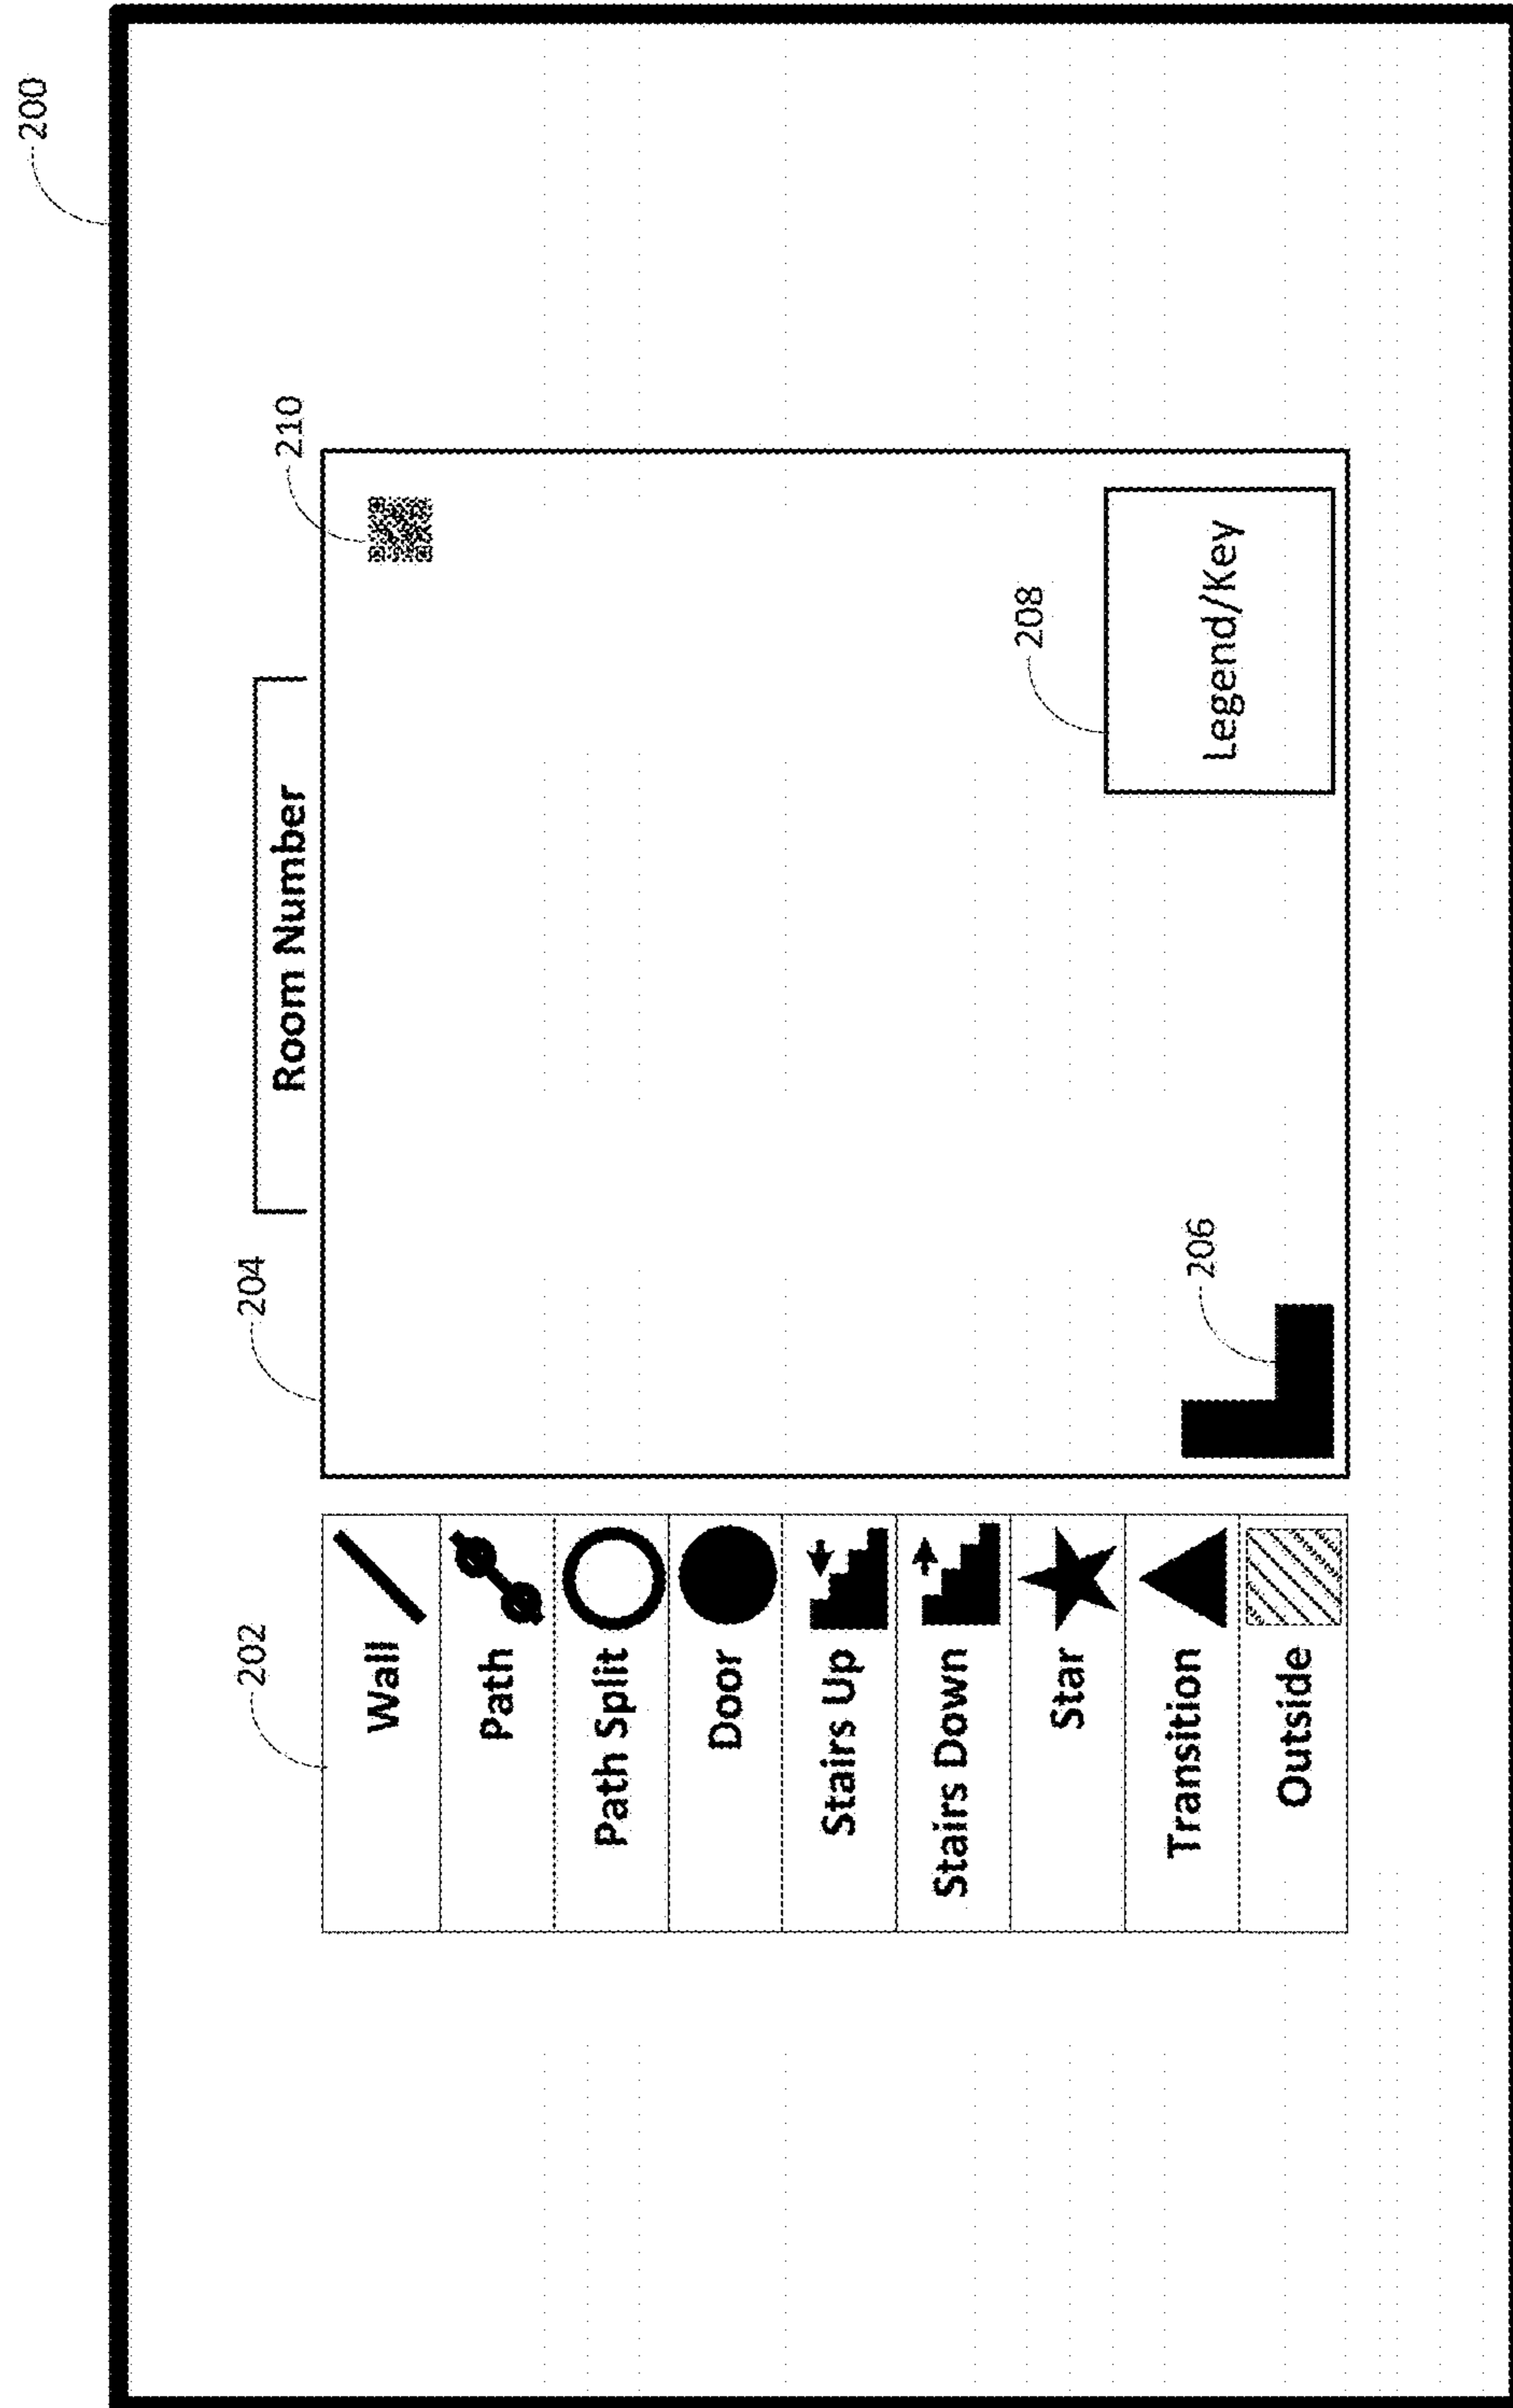 200
202
204
Room Number
210
Wall
Path
Path Split
Door
Stairs Up
Stairs Down
Star
Transition
Outside
206
208
Legend/Key